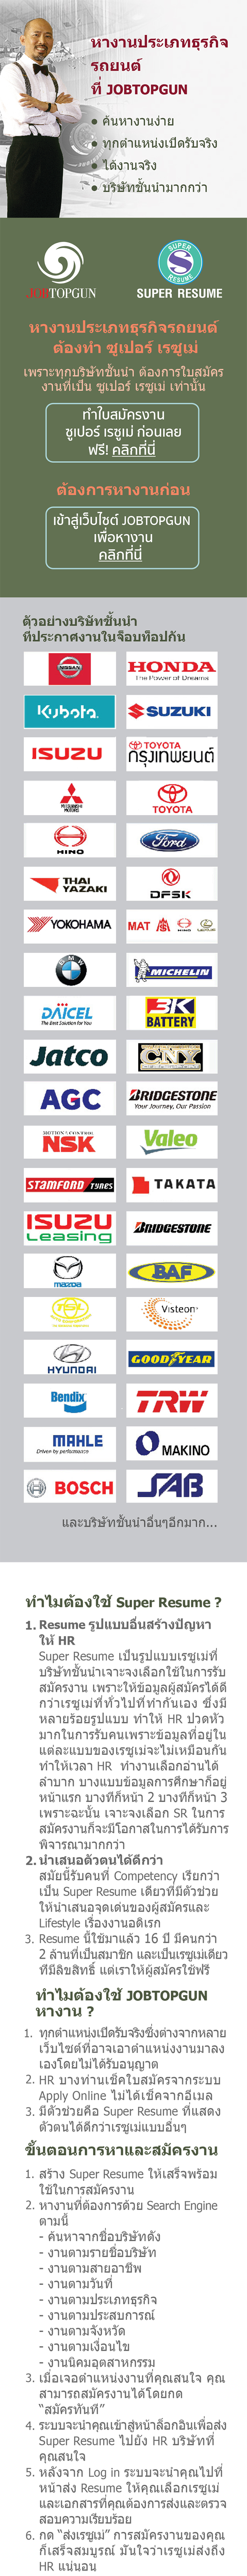 หางานประเภทธุรกิจ
รถยนต์
ที่ JOBTOPGUN
● ค้นหางานง่าย
● ทุกตำแหน่งเปิดรับจริง
● ได้งานจริง
● บริษัทชั้นนำมากกว่า
JOBTOPGUN
SUPER RESUME
SUPER RESUME
หางานประเภทธุรกิจรถยนต์
ต้องทำ ซูเปอร์ เรซูเม่
เพราะทุกบริษัทชั้นนำ ต้องการใบสมัคร
งานที่เป็น ซูเปอร์ เรซูเม่ เท่านั้น
ทำใบสมัครงาน
ซูเปอร์ เรซูเม่ ก่อนเลย
ฟรี! คลิกที่นี่
ต้องการหางานก่อน
เข้าสู่เว็บไซต์ JOBTOPGUN
เพื่อหางาน
คลิกที่นี่
ตัวอย่างบริษัทชั้นนำ
ที่ประกาศงานในจ็อบท็อปกัน
NISSAN
HONDA
The Power of Dreams
Kubota
SUZUKI
ISUZU
TOYOTA
กรุงเทพยนต์
MITSUBISHI
MOTORS
TOYOTA
HINO
Ford
THAI
YAZAKI
DFSK
YOKOHAMA
MAT
BMW
MICHELIN
DAICEL
The Best Solution for You
3K
BATTERY
Jatco
CNY
AGC
BRIDGESTONE
Your Journey, Our Passion
MOTION & CONTROL
NSK
Valeo
STAMFORD TYRES
TAKATA
ISUZU
Leasing
BRIDGESTONE
mazda
BAF
Visteon
HYUNDAI
GOODYEAR
Bendix
TRW
MAHLE
Driven by performance
MAKINO
BOSCH
SAB
และบริษัทชั้นนำอื่นๆอีกมาก...
ทำไมต้องใช้ Super Resume ?
1. Resume รูปแบบอื่นสร้างปัญหา
ให้ HR
Super Resume เป็นรูปแบบเรซูเม่ที่
บริษัทชั้นนำเจาะจงเลือกใช้ในการรับ
สมัครงาน เพราะให้ข้อมูลผู้สมัครได้ดี
กว่าเรซูเม่ที่ทั่วไปที่ทำกันเอง ซึ่งมี
หลายร้อยรูปแบบ ทำให้ HR ปวดหัว
มากในการรับคนเพราะข้อมูลที่อยู่ใน
แต่ละแบบของเรซูเม่จะไม่เหมือนกัน
ทำให้เวลา HR ทำงานเลือกอ่านได้
ลำบาก บางแบบข้อมูลการศึกษาก็อยู่
หน้าแรก บางทีก็หน้า 2 บางทีก็หน้า 3
เพราะฉะนั้น เจาะจงเลือก SR ในการ
สมัครงานก็จะมีโอกาสในการได้รับการ
พิจารณามากกว่า
2. นำเสนอตัวตนได้ดีกว่า
สมัยนี้รับคนที่ Competency เรียกว่า
เป็น Super Resume เดียวที่มีตัวช่วย
ให้นำเสนอจุดเด่นของผู้สมัครและ
Lifestyle เรื่องงานอดิเรก
3. Resume นี้ใช้มาแล้ว 16 ปี มีคนกว่า
2 ล้านที่เป็นสมาชิก และเป็นเรซูเม่เดียว
ที่มีลิขสิทธิ์ แต่เราให้ผู้สมัครใช้ฟรี
ทำไมต้องใช้ JOBTOPGUN
หางาน ?
1. ทุกตำแหน่งเปิดรับจริงซึ่งต่างจากหลาย
เว็บไซต์ที่อาจเอาตำแหน่งงานมาลง
เองโดยไม่ได้รับอนุญาต
2. HR บางท่านเช็คใบสมัครจากระบบ
Apply Online ไม่ได้เช็คจากอีเมล
3. มีตัวช่วยคือ Super Resume ที่แสดง
ตัวตนได้ดีกว่าเรซูเม่แบบอื่นๆ
ขั้นตอนการหาและสมัครงาน
1. สร้าง Super Resume ให้เสร็จพร้อม
ใช้ในการสมัครงาน
2. หางานที่ต้องการด้วย Search Engine
ตามนี้
- ค้นหาจากชื่อบริษัทดัง
- งานตามรายชื่อบริษัท
- งานตามสายอาชีพ
- งานตามวันที่
- งานตามประเภทธุรกิจ
- งานตามประสบการณ์
- งานตามจังหวัด
- งานตามเงื่อนไข
- งานนิคมอุตสาหกรรม
3. เมื่อเจอตำแหน่งงานที่คุณสนใจ คุณ
สามารถสมัครงานได้โดยกด
“สมัครทันที”
4. ระบบจะนำคุณเข้าสู่หน้าล็อกอินเพื่อส่ง
Super Resume ไปยัง HR บริษัทที่
คุณสนใจ
5. หลังจาก Log in ระบบจะนำคุณไปที่
หน้าส่ง Resume ให้คุณเลือกเรซูเม่
และเอกสารที่คุณต้องการส่งและตรวจ
สอบความเรียบร้อย
6. กด “ส่งเรซูเม่” การสมัครงานของคุณ
ก็เสร็จสมบูรณ์ มั่นใจว่าเรซูเม่ส่งถึง
HR แน่นอน